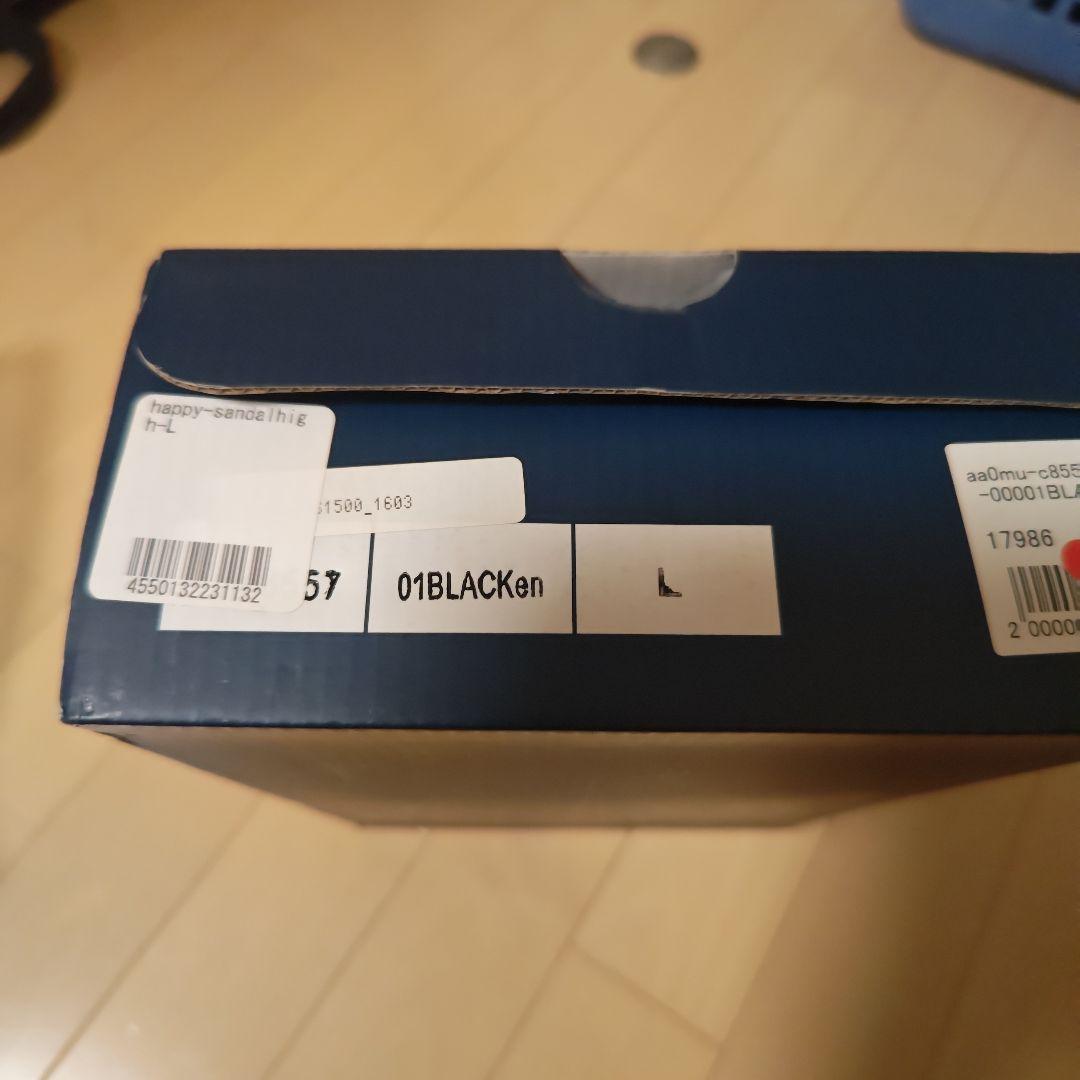 happy-sandalhig
h-L
4550132231132
1500_1603
57
01BLACKen
L
aa0mu-c855
-00001BLA
17986
2 0000